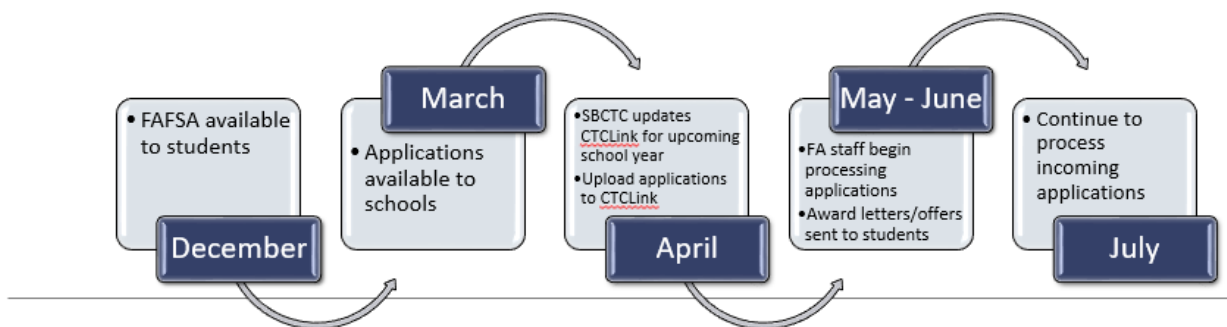 • FAFSA available
to students
December
March
• Applications
available to
schools
•SBCTC updates
CTCLink for upcoming
school year
•Upload applications
to CTCLink
April
May - June
•FA staff begin
processing
applications
•Award letters/offers
sent to students
• Continue to
process
incoming
applications
July